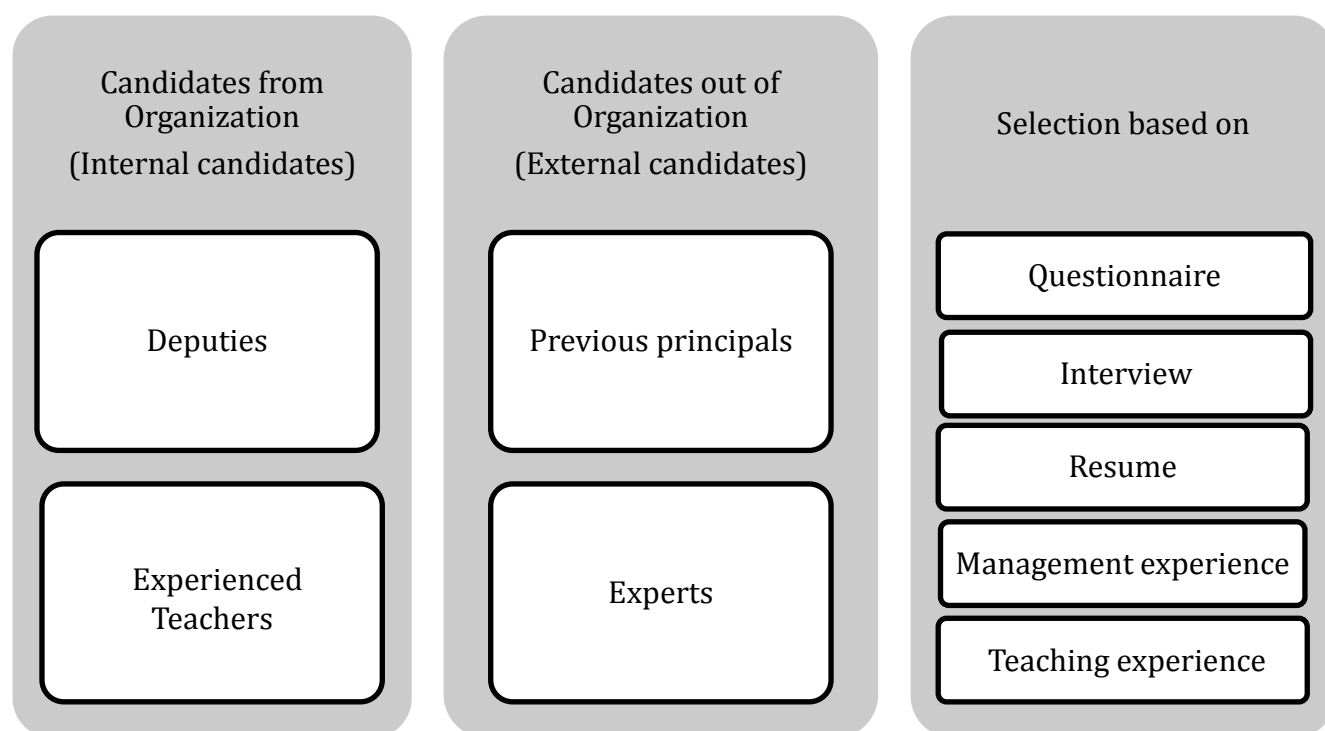 Candidates from
Organization
(Internal candidates)
Deputies
Experienced
Teachers
Candidates out of
Organization
(External candidates)
Previous principals
Experts
Selection based on
Questionnaire
Interview
Resume
Management experience
Teaching experience